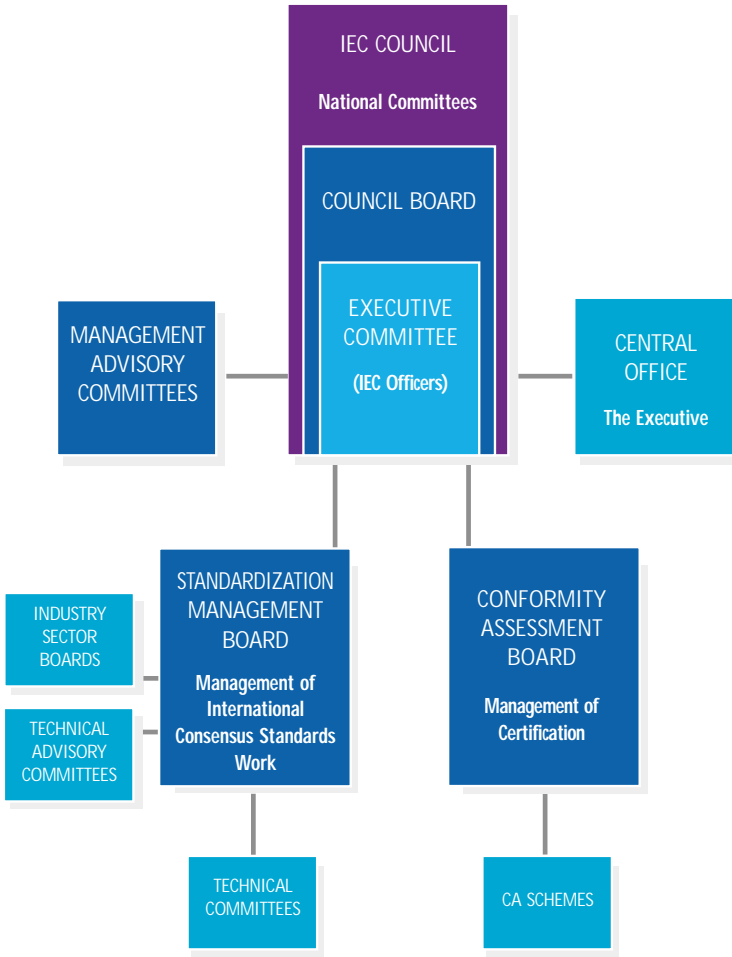 IEC COUNCIL
National Committees
COUNCIL BOARD
EXECUTIVE
COMMITTEE
(IEC Officers)
MANAGEMENT
ADVISORY
COMMITTEES
CENTRAL
OFFICE
The Executive
STANDARDIZATION
MANAGEMENT
BOARD
Management of
International
Consensus Standards
Work
CONFORMITY
ASSESSMENT
BOARD
Management of
Certification
INDUSTRY
SECTOR
BOARDS
TECHNICAL
ADVISORY
COMMITTEES
TECHNICAL
COMMITTEES
CA SCHEMES